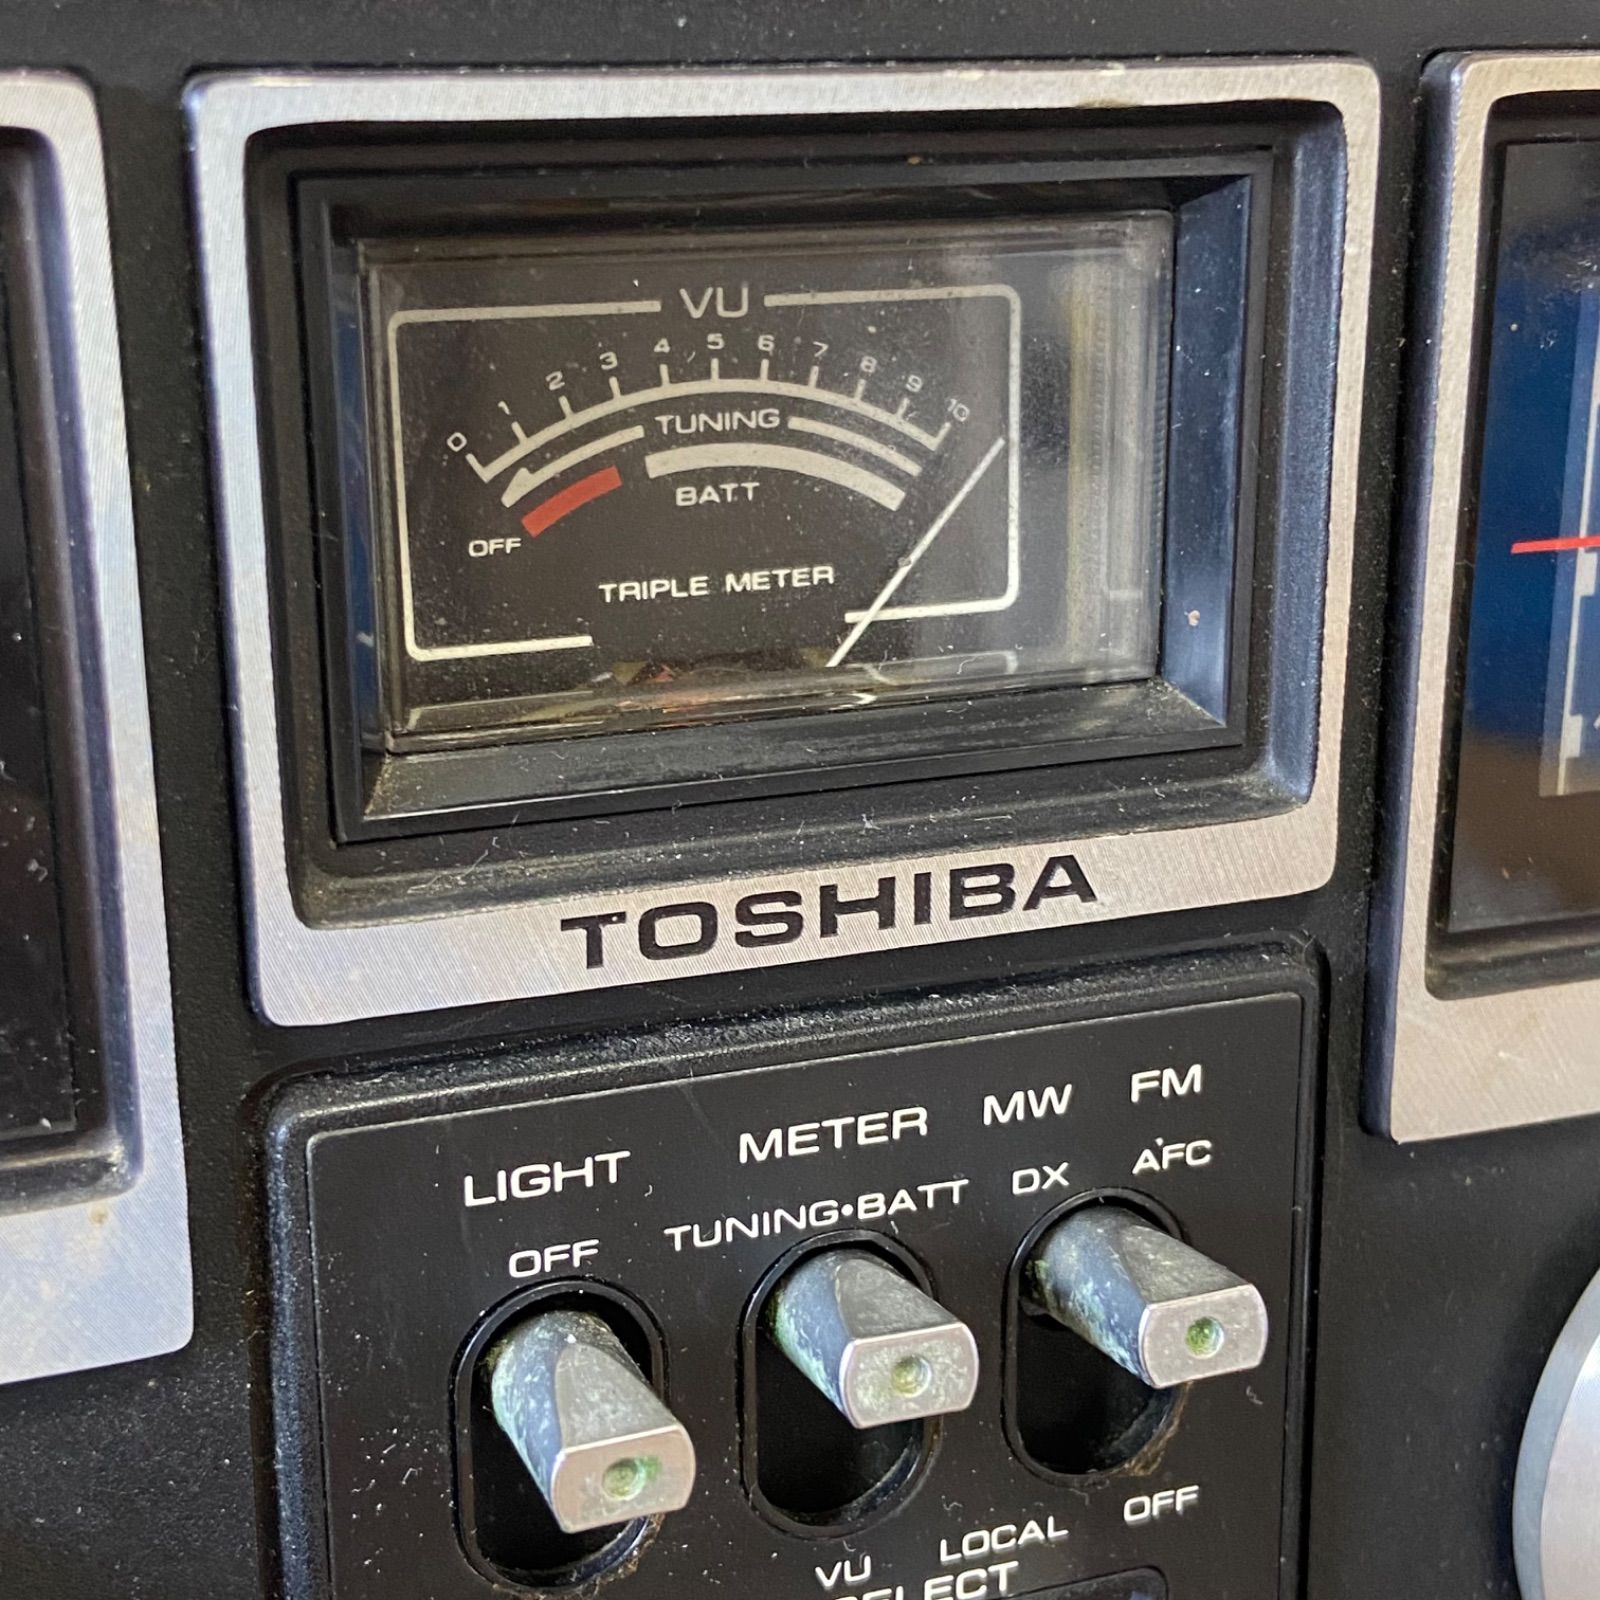 VU
0 1 2 3 4 5 6 7 8 9 10
TUNING
BATT
OFF
TRIPLE METER
TOSHIBA
LIGHT METER MW FM
OFF TUNING•BATT DX AFC
VU LOCAL OFF